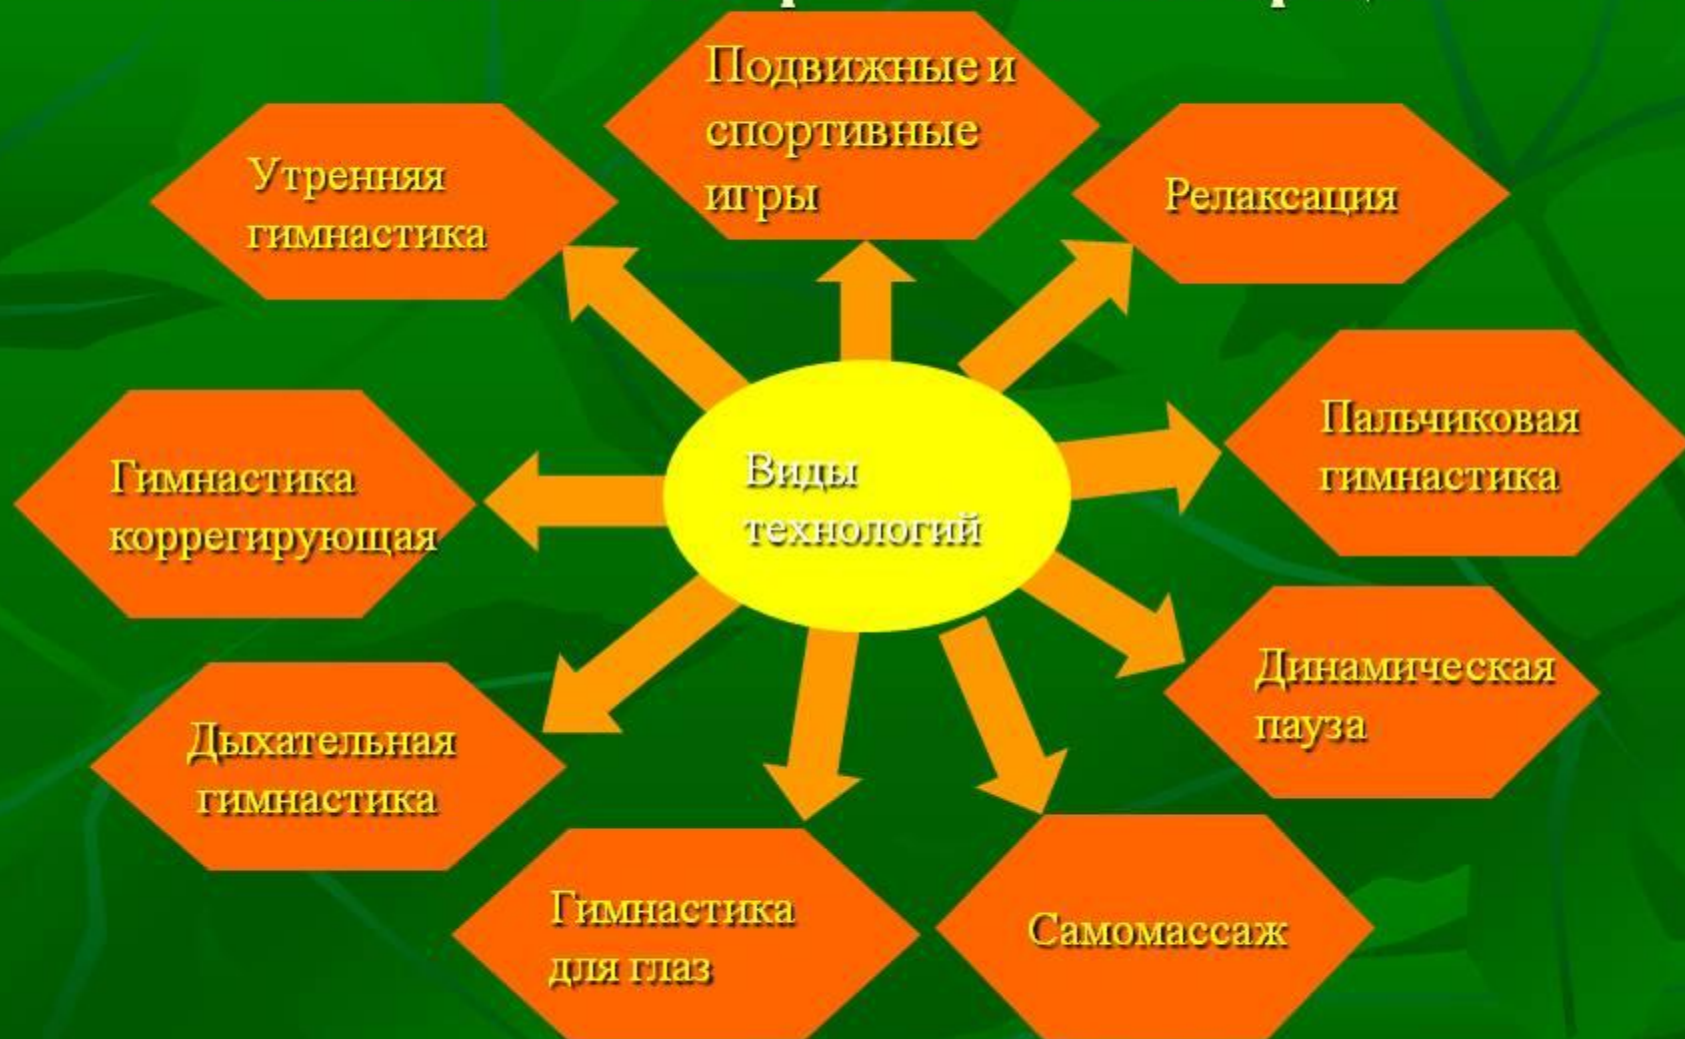 Подвижные и
спортивные
игры
Утренняя
гимнастика
Релаксация
Пальчиковая
гимнастика
Гимнастика
коррегирующая
Виды
технологий
Динамическая
пауза
Дыхательная
гимнастика
Гимнастика
для глаз
Самомассаж